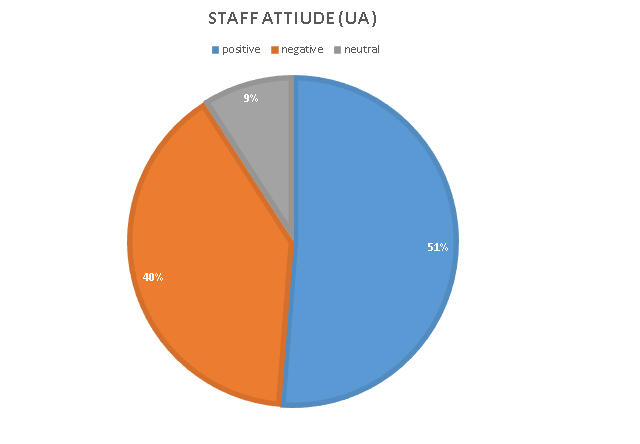 STAFF ATTIUDE (UA)
positive negative neutral
9%
51%
40%